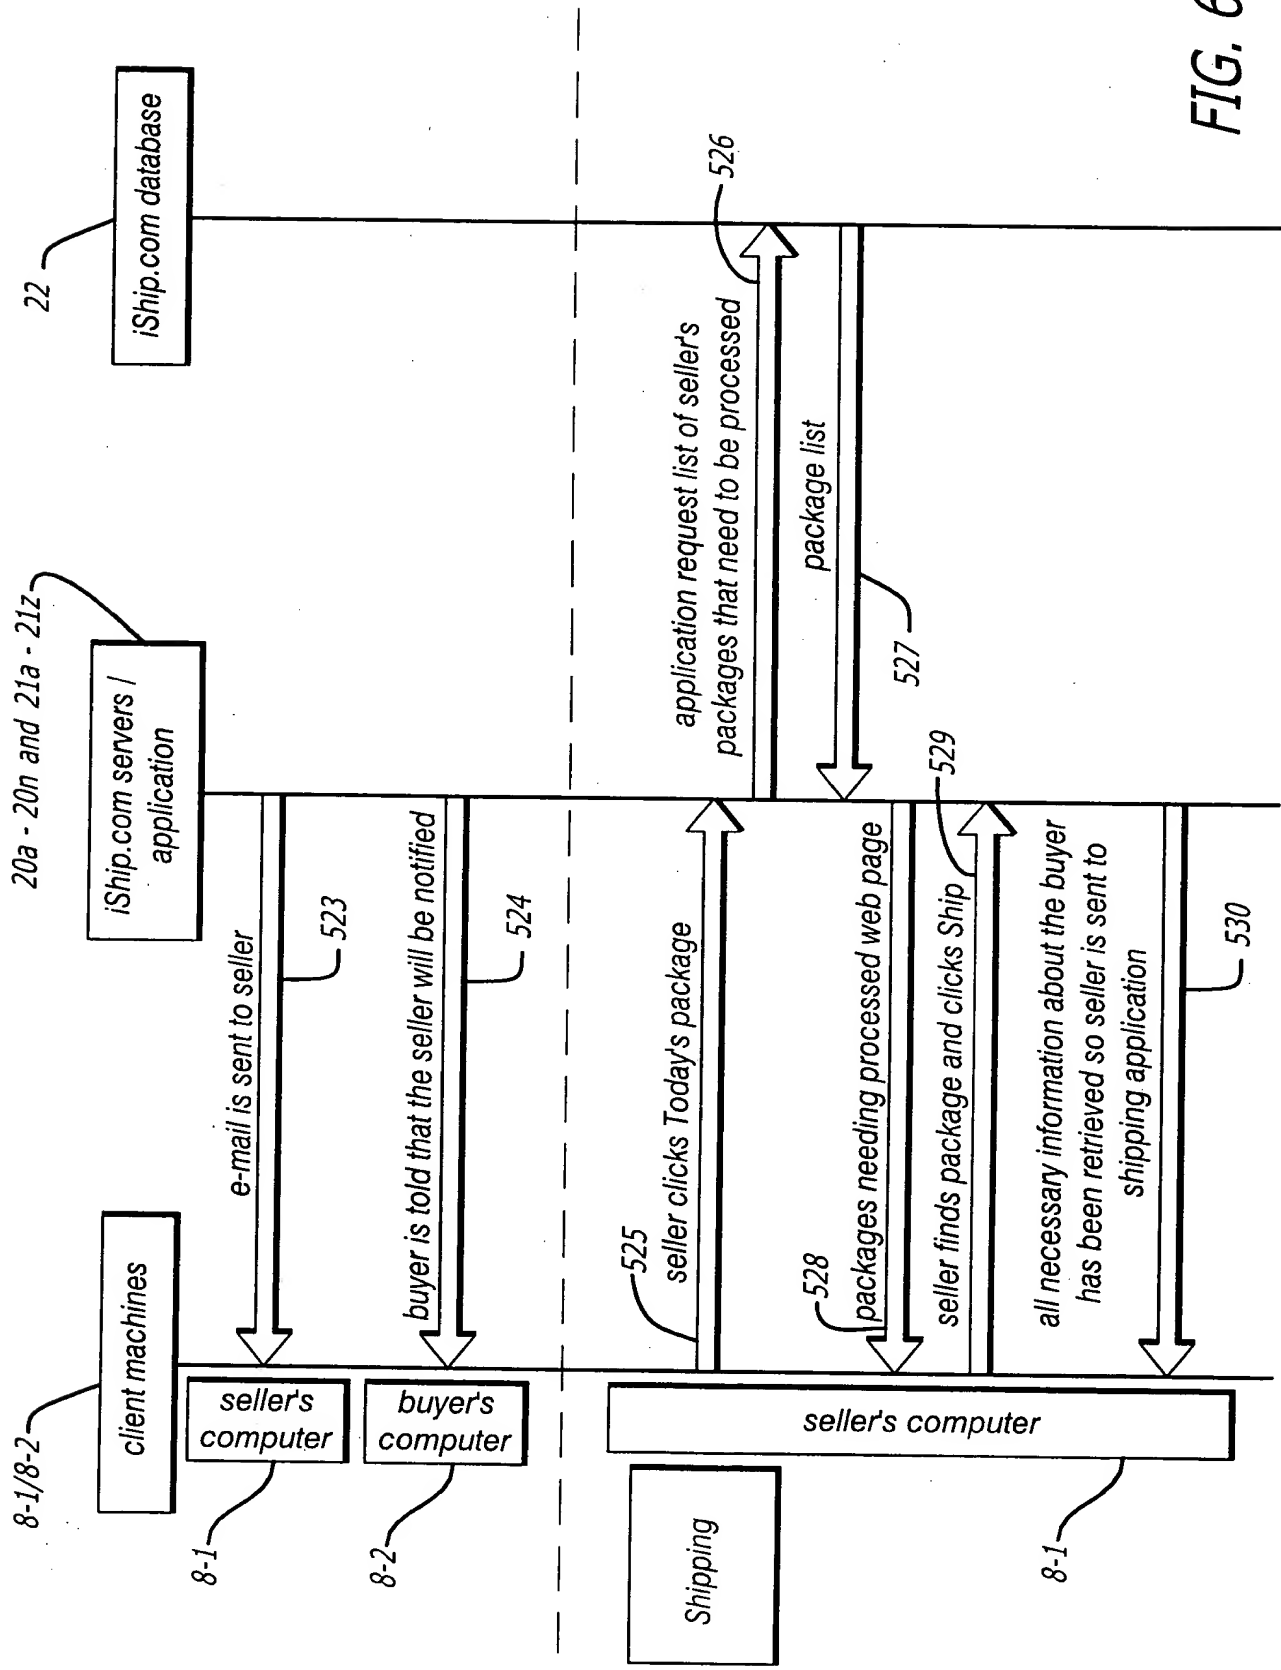 8-1/8-2
client machines
20a - 20n and 21a - 21z
iShip.com servers /
application
22
iShip.com database
8-1
seller's
computer
e-mail is sent to seller
523
8-2
buyer's
computer
buyer is told that the seller will be notified
524
Shipping
seller's computer
8-1
525
seller clicks Today's package
application request list of seller's
packages that need to be processed
526
package list
527
528
packages needing processed web page
seller finds package and clicks Ship
529
all necessary information about the buyer
has been retrieved so seller is sent to
shipping application
530
FIG. 6